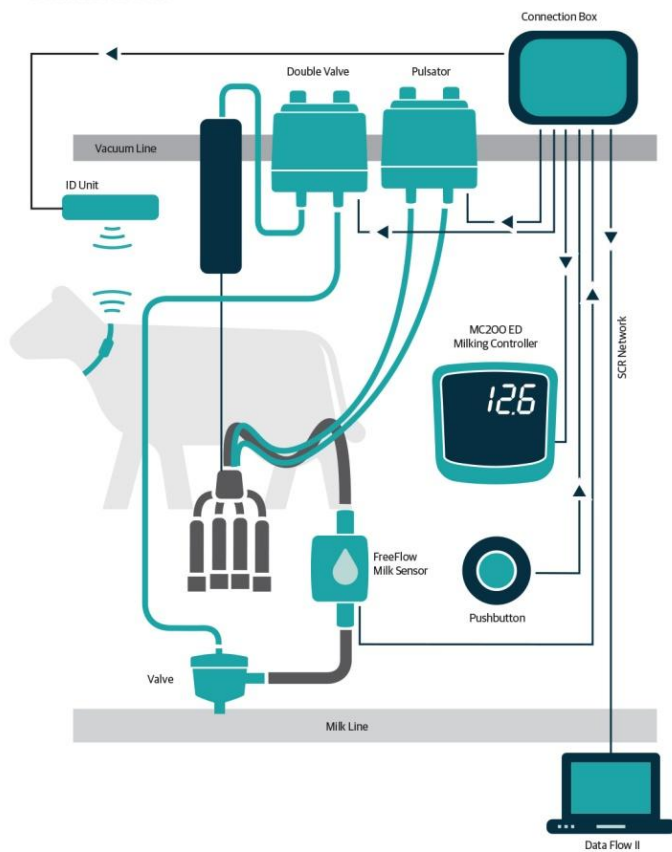 Connection Box
Double Valve
Pulsator
Vacuum Line
ID Unit
MC200 ED
Milking Controller
12.6
SCR Network
FreeFlow
Milk Sensor
Pushbutton
Valve
Milk Line
Data Flow II